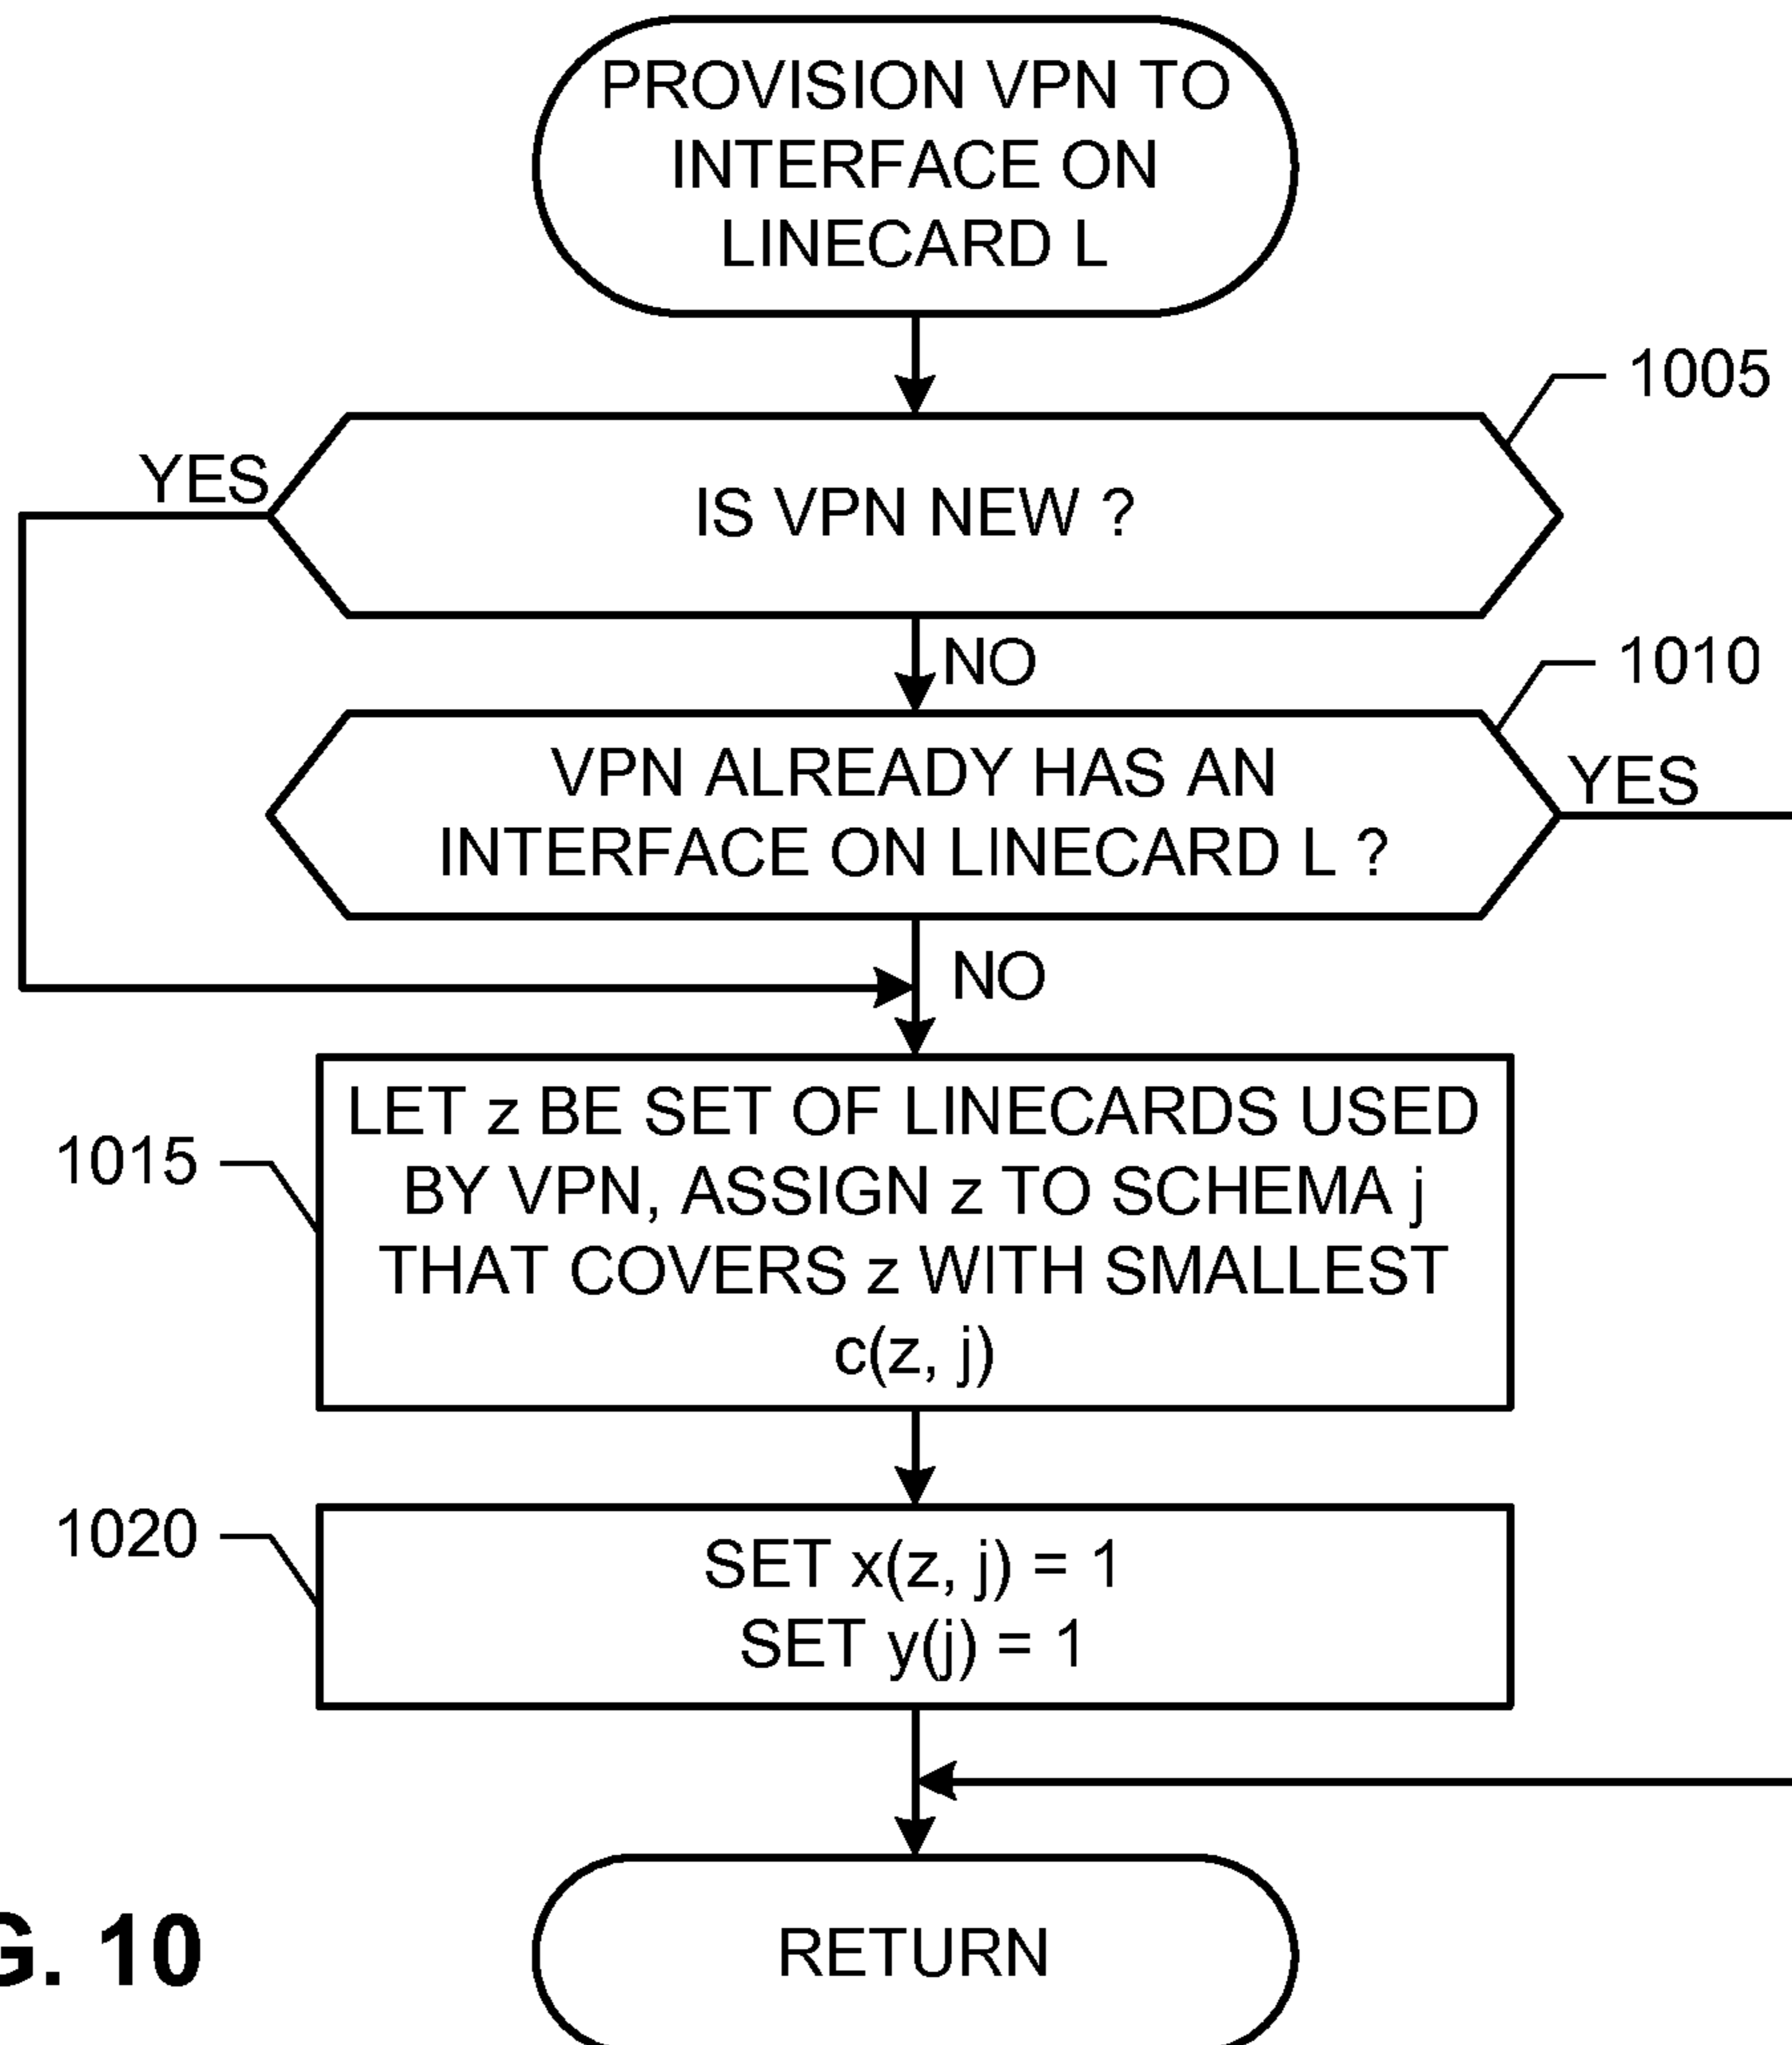 PROVISION VPN TO
INTERFACE ON
LINECARD L
1005
YES
IS VPN NEW ?
NO
1010
VPN ALREADY HAS AN
INTERFACE ON LINECARD L ?
YES
NO
1015
LET z BE SET OF LINECARDS USED
BY VPN, ASSIGN z TO SCHEMA j
THAT COVERS z WITH SMALLEST
c(z, j)
1020
SET x(z, j) = 1
SET y(j) = 1
RETURN
G. 10